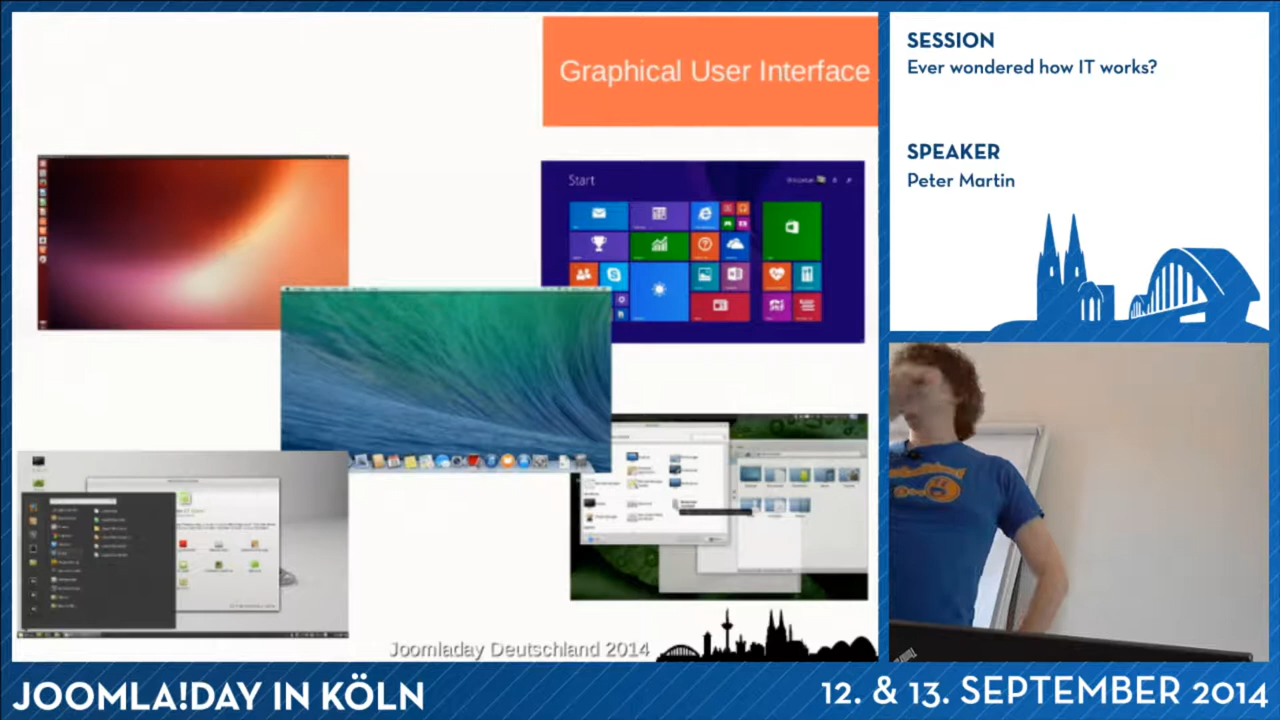 Graphical User Interface
Start
Joomladay Deutschland 2014
SESSION
Ever wondered how IT works?
SPEAKER
Peter Martin
JOOMLA!DAY IN KÖLN
12. & 13. SEPTEMBER 2014